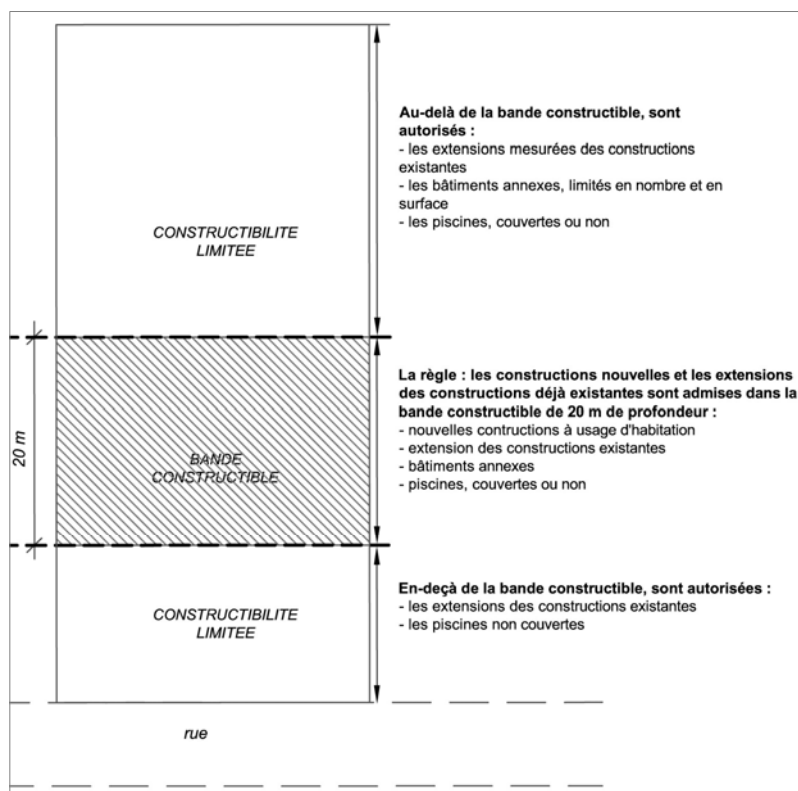 Au-delà de la bande constructible, sont
autorisés :
- les extensions mesurées des constructions
existantes
- les bâtiments annexes, limités en nombre et en
surface
- les piscines, couvertes ou non
CONSTRUCTIBILITE
LIMITEE
La règle : les constructions nouvelles et les extensions
des constructions déjà existantes sont admises dans la
bande constructible de 20 m de profondeur :
- nouvelles contructions à usage d'habitation
- extension des constructions existantes
- bâtiments annexes
- piscines, couvertes ou non
20 m
BANDE
CONSTRUCTIBLE
En-deçà de la bande constructible, sont autorisées :
- les extensions des constructions existantes
- les piscines non couvertes
CONSTRUCTIBILITE
LIMITEE
rue